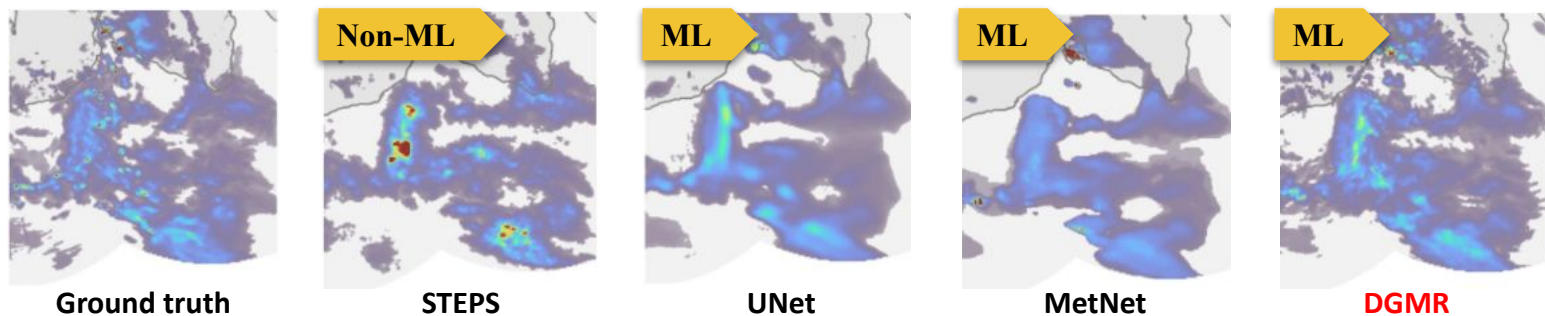 Non-ML
ML
ML
ML
Ground truth
STEPS
UNet
MetNet
DGMR